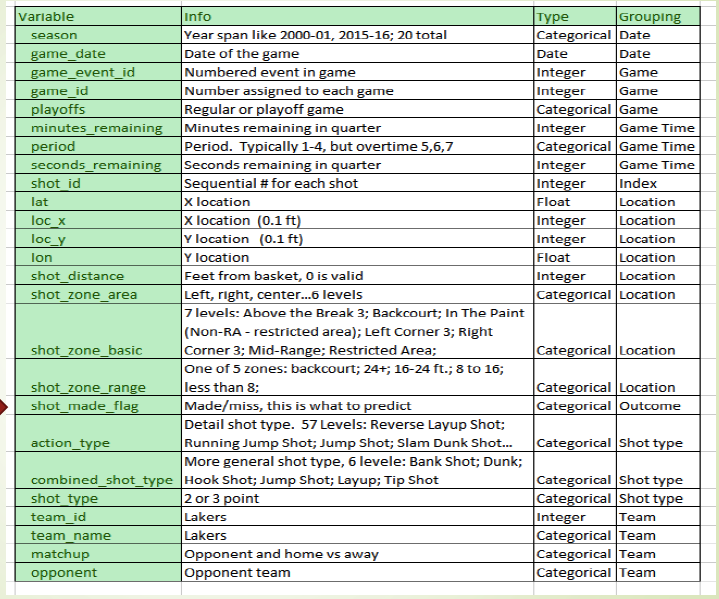 Variable Info Type Grouping
season Year span like 2000-01, 2015-16; 20 total Categorical Date
game_date Date of the game Date Date
game_event_id Numbered event in game Integer Game
game_id Number assigned to each game Integer Game
playoffs Regular or playoff game Categorical Game
minutes_remaining Minutes remaining in quarter Integer Game Time
period Period. Typically 1-4, but overtime 5,6,7 Categorical Game Time
seconds_remaining Seconds remaining in quarter Integer Game Time
shot_id Sequential # for each shot Integer Index
lat X location Float Location
loc_x X location (0.1 ft) Integer Location
loc_y Y location (0.1 ft) Integer Location
lon Y location Float Location
shot_distance Feet from basket, 0 is valid Integer Location
shot_zone_area Left, right, center...6 levels Categorical Location
7 levels: Above the Break 3; Backcourt; In The Paint
(Non-RA - restricted area); Left Corner 3; Right
shot_zone_basic Corner 3; Mid-Range; Restricted Area; Categorical Location
One of 5 zones: backcourt; 24+; 16-24 ft.; 8 to 16;
shot_zone_range less than 8; Categorical Location
shot_made_flag Made/miss, this is what to predict Categorical Outcome
Detail shot type. 57 Levels: Reverse Layup Shot;
action_type Running Jump Shot; Jump Shot; Slam Dunk Shot... Categorical Shot type
More general shot type, 6 levele: Bank Shot; Dunk;
combined_shot_type Hook Shot; Jump Shot; Layup; Tip Shot Categorical Shot type
shot_type 2 or 3 point Categorical Shot type
team_id Lakers Integer Team
team_name Lakers Categorical Team
matchup Opponent and home vs away Categorical Team
opponent Opponent team Categorical Team